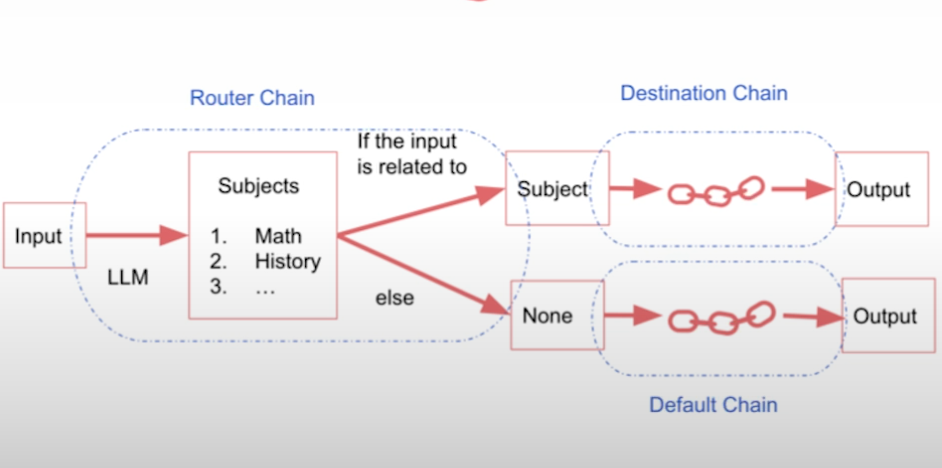 Router Chain
Destination Chain
If the input
is related to
Subjects
1. Math
2. History
3. ...
Input
LLM
else
Subject
Output
None
Output
Default Chain